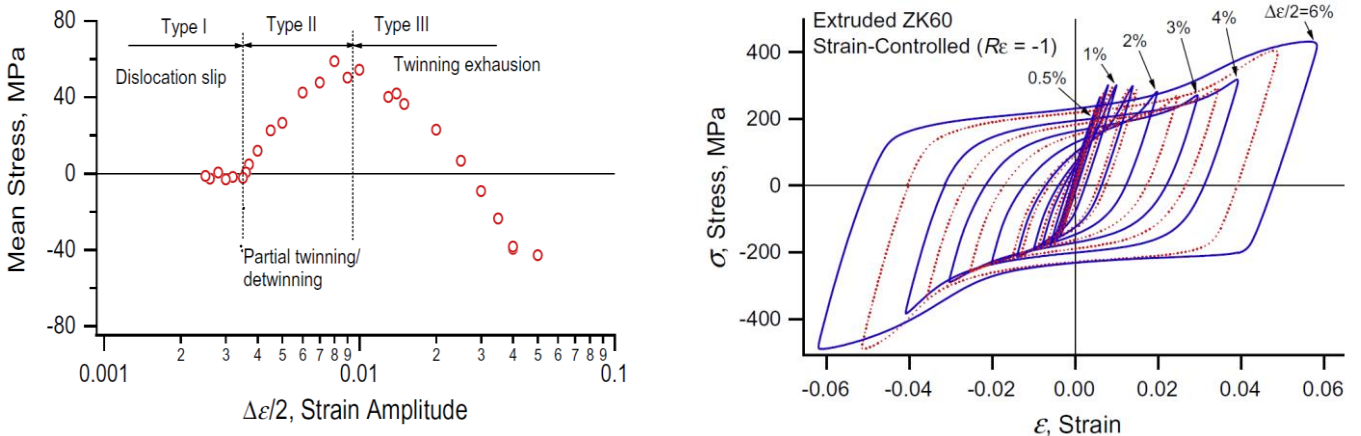 80
40
0
-40
-80
Mean Stress, MPa
Type I
Type II
Type III
Dislocation slip
Twinning exhausion
Partial twinning/
detwinning
2 3 4 5 6 7 8 9 2 3 4 5 6 7 8 9
0.001 0.01 0.1
Δε/2, Strain Amplitude
Extruded ZK60
Strain-Controlled (Rε = -1)
0.5%
1%
2%
3%
4%
Δε/2=6%
400
200
0
-200
-400
σ, Stress, MPa
-0.06 -0.04 -0.02 0.00 0.02 0.04 0.06
ε, Strain